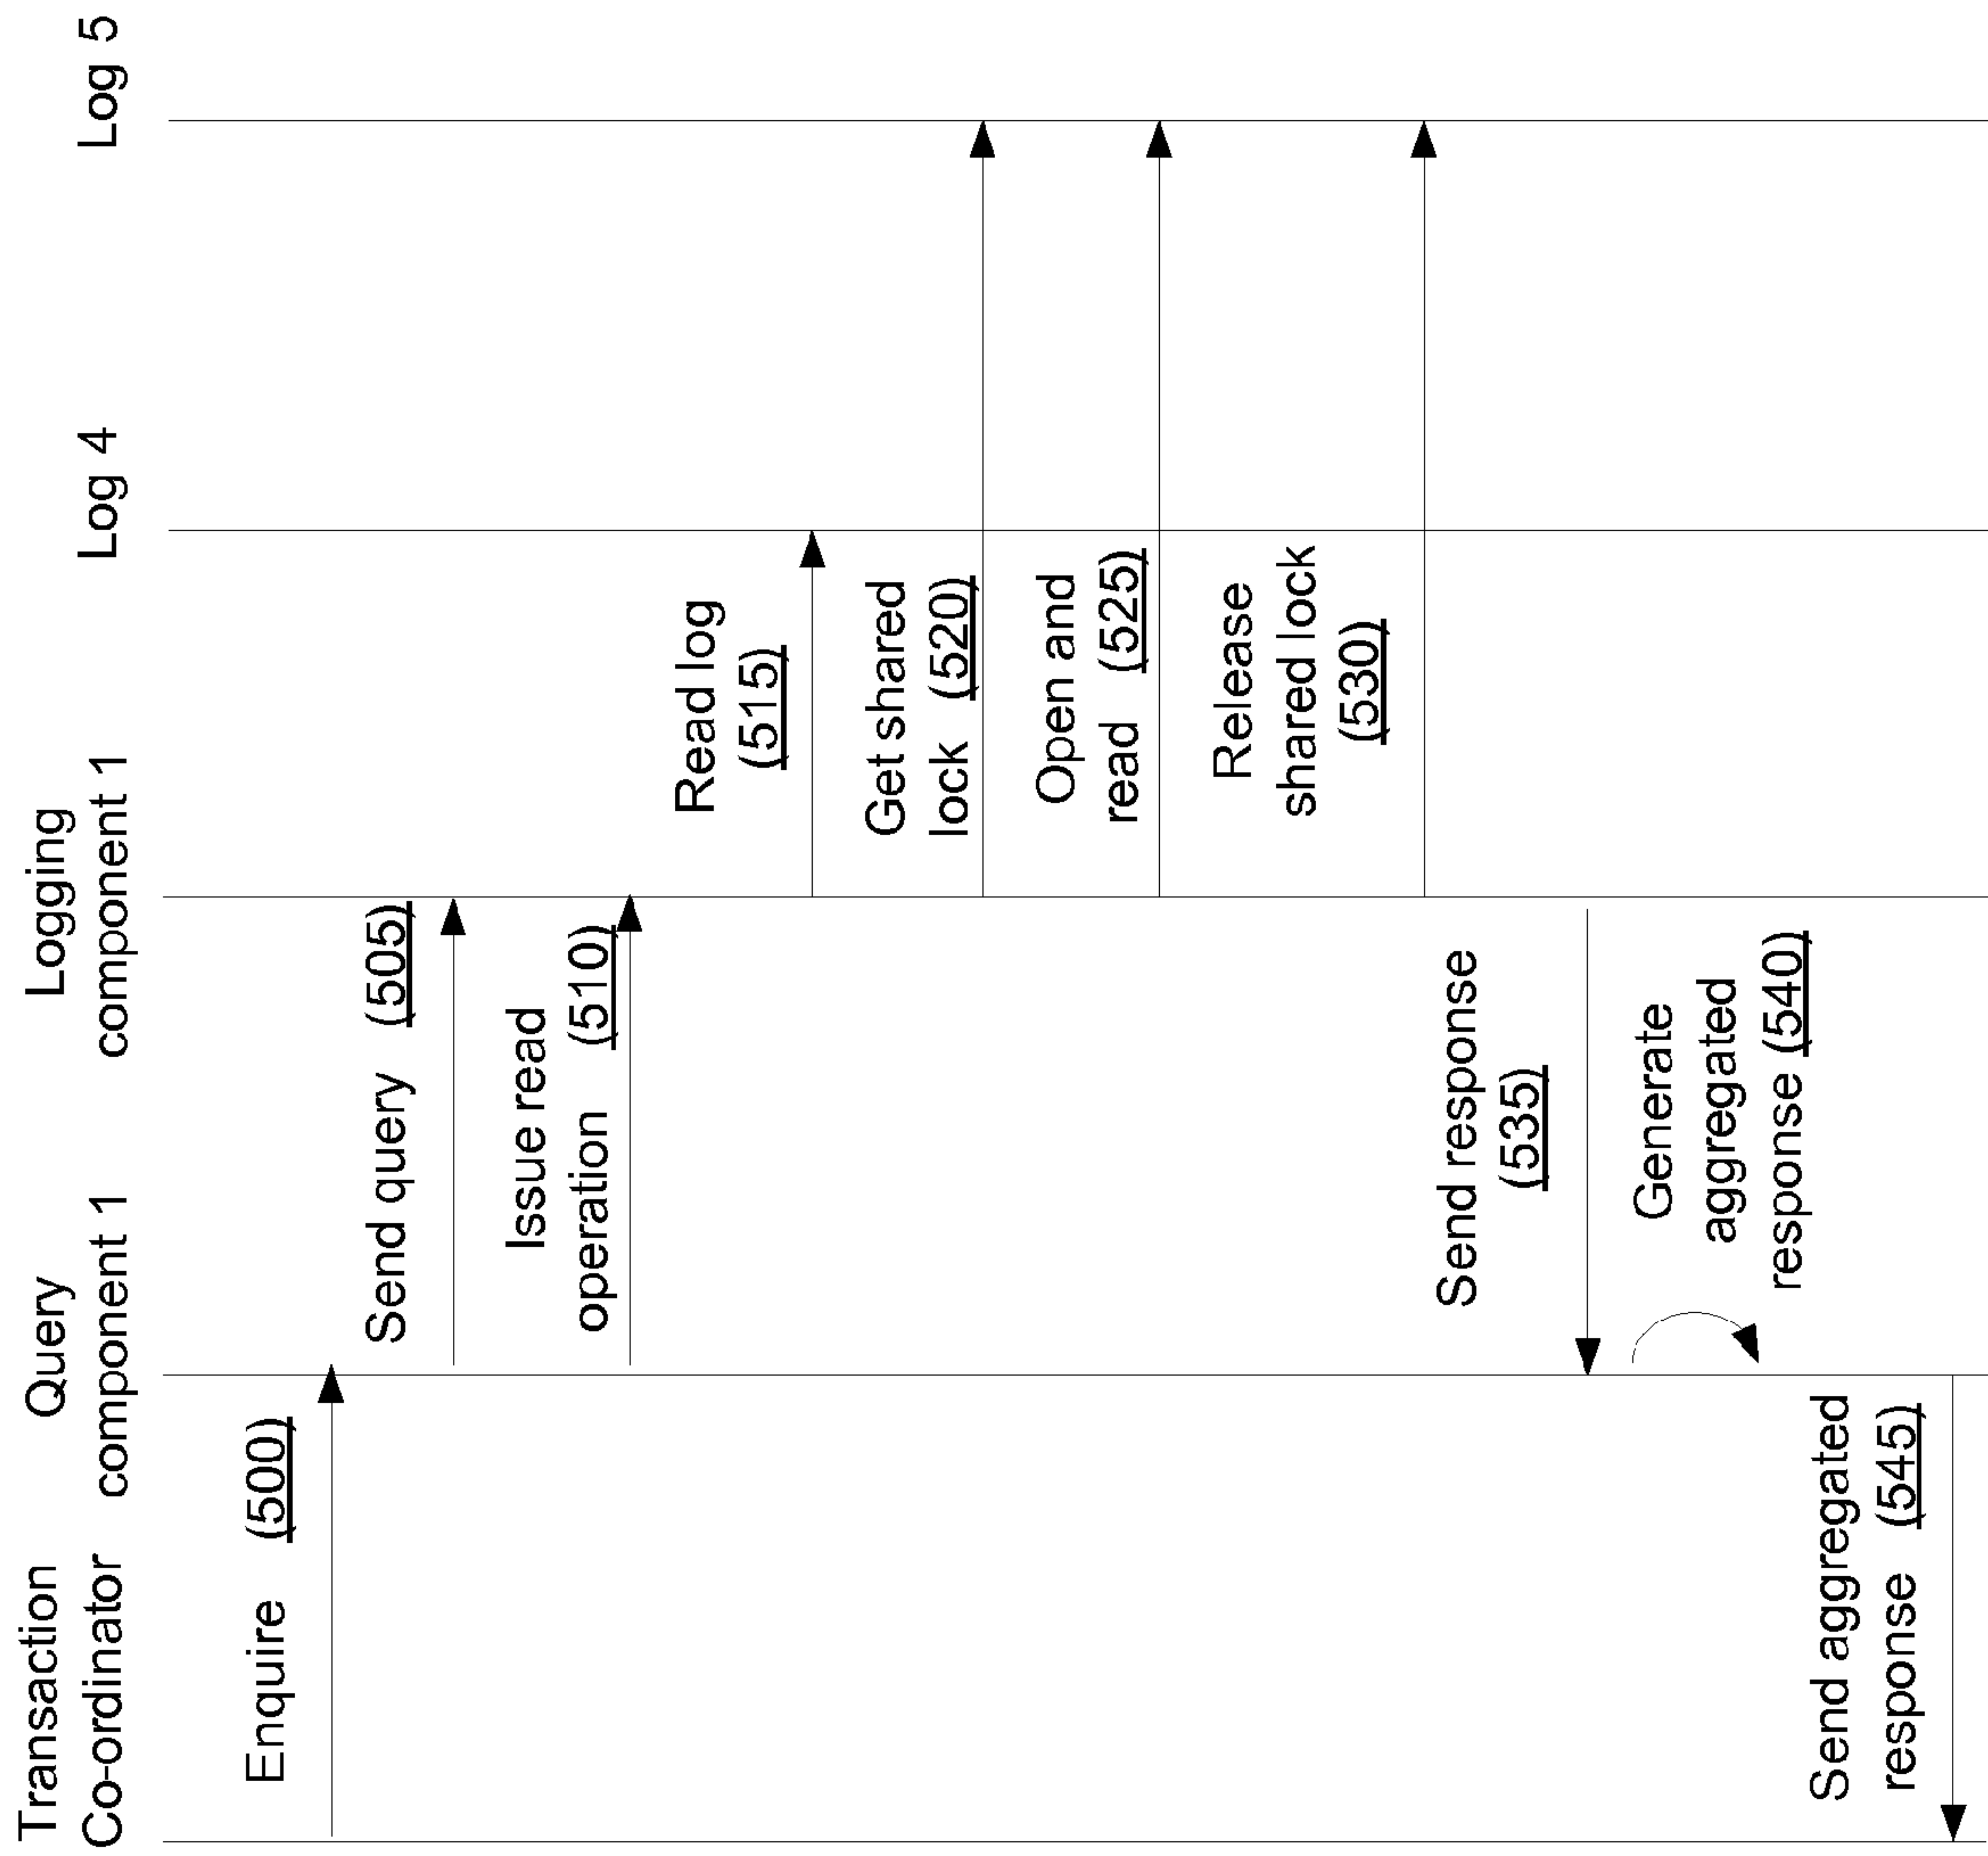 Transaction
Co-ordinator
Query
component 1
Logging
component 1
Log 4
Log 5
Enquire (500)
Send query (505)
Issue read
operation (510)
Read log
(515)
Get shared
lock (520)
Open and
read (525)
Release
shared lock
(530)
Send response
(535)
Generate
aggregated
response (540)
Send aggregated
response (545)